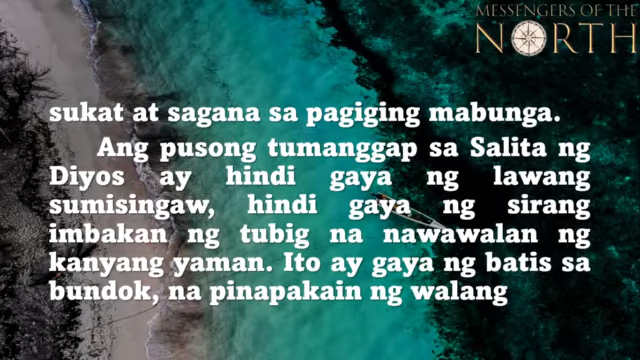 MESSENGERS OF THE
NORTH
sukat at sagana sa pagiging mabunga.
Ang pusong tumanggap sa Salita ng
Diyos ay hindi gaya ng lawang
sumisingaw, hindi gaya ng sirang
imbakan ng tubig na nawawalan ng
kanyang yaman. Ito ay gaya ng batis sa
bundok, na pinapakain ng walang